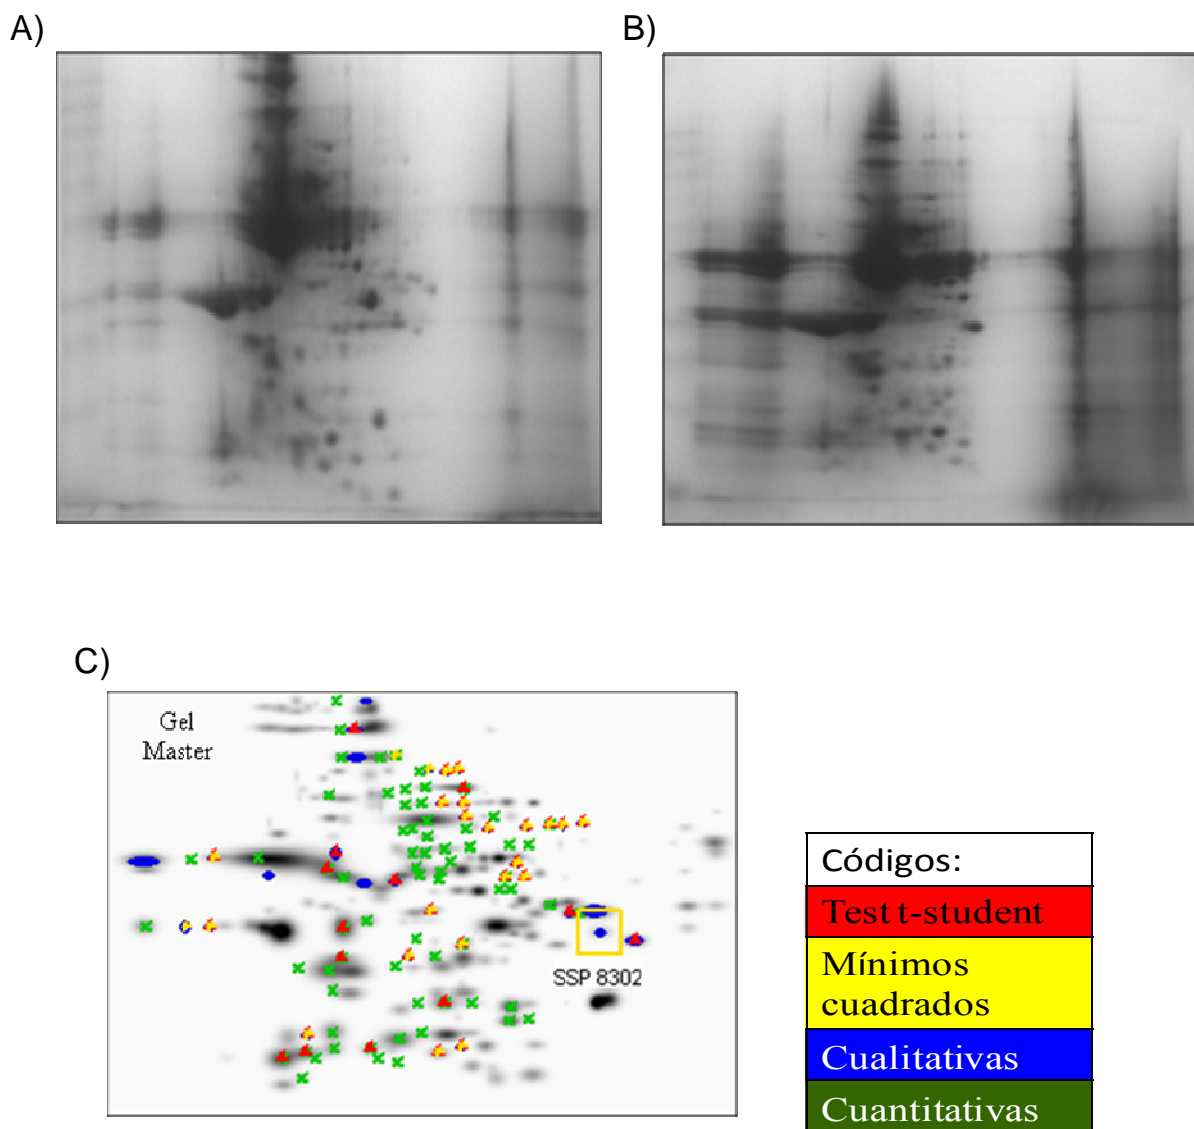 A)
B)
C)
Gel
Master
SSP 8302
Códigos:
Test t-student
Mínimos
cuadrados
Cualitativas
Cuantitativas